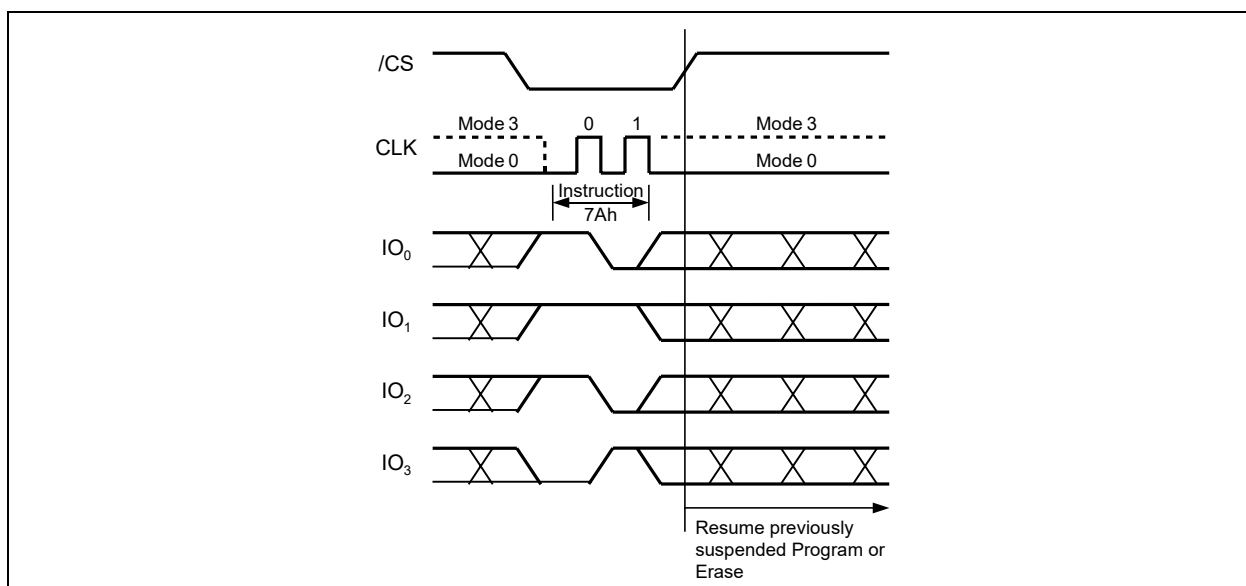 /CS
Mode 3 0 1 Mode 3
CLK
Mode 0 Mode 0
Instruction
7Ah
IO₀
IO₁
IO₂
IO₃
Resume previously
suspended Program or
Erase